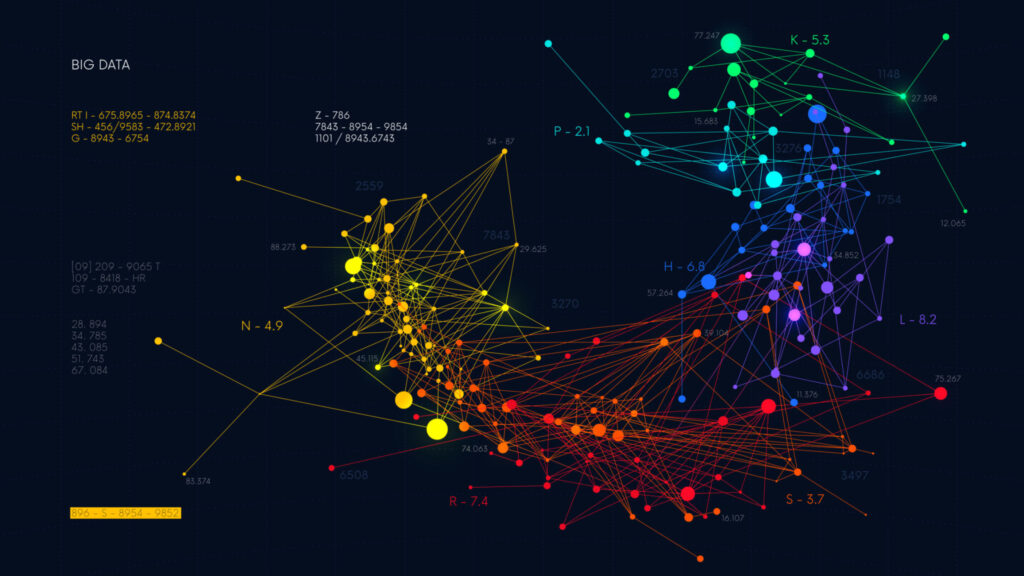 BIG DATA
RT I - 675.8965 - 874.8374
SH - 456/9583 - 472.8921
G - 8943 - 6754
Z - 786
7843 - 8954 - 9854
1101 / 8943.6743
77.247
K - 5.3
2703
1148
27.398
15.683
P - 2.1
3276
34 - 87
2559
1754
12.065
7843
88.273
29.625
34.852
[09] 209 - 9065 T
109 - 8418 - HR
GT - 87.9043
H - 6.8
57.264
3270
N - 4.9
L - 8.2
28. 894
34. 785
43. 085
51. 743
67. 084
39.104
45.115
6686
75.267
11.376
74.063
6508
3497
83.374
R - 7.4
S - 3.7
16.107
896 - S - 8954 - 9852